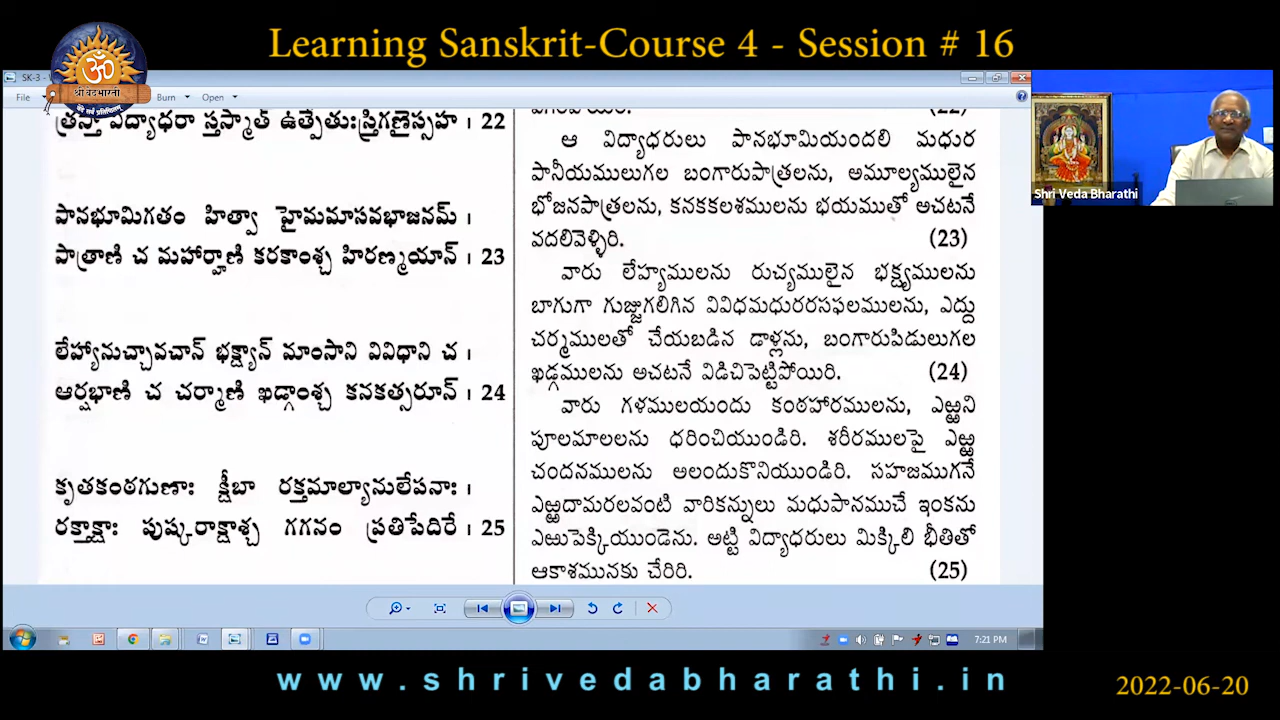 Learning Sanskrit-Course 4 - Session # 16
श्रीवेदभारती
SK-3 -
File
Burn
Open
త్రస్తా విద్యాధరా స్తస్మాత్ ఉత్పేతుఃస్త్రిగణైస్సహ । 22
పానభూమిగతం హిత్వా హైమమాసవభాజనమ్ ।
పాత్రాణి చ మహార్హాణి కరకాంశ్చ హిరణ్మయాన్ । 23
లేహ్యానుచ్చావచాన్ భక్ష్యాన్ మాంసాని వివిధాని చ ।
ఆర్షభాణి చ చర్మాణి ఖడ్గాంశ్చ కనకత్సరూన్ । 24
కృతకంఠగుణాః క్షీబా రక్తమాల్యానులేపనాః ।
రక్తాక్షాః పుష్కరాక్షాశ్చ గగనం ప్రతిపేదిరే । 25
(22)
ఆ విద్యాధరులు పానభూమియందలి మధుర
పానీయములుగల బంగారుపాత్రలను, అమూల్యములైన
భోజనపాత్రలను, కనకకలశములను భయముతో అచటనే
వదలివెళ్ళిరి. (23)
వారు లేహ్యములను రుచ్యములైన భక్ష్యములను
బాగుగా గుజ్జుగలిగిన వివిధమధురరసఫలములను, ఎద్దు
చర్మములతో చేయబడిన డాళ్లను, బంగారుపిడులుగల
ఖడ్గములను అచటనే విడిచిపెట్టిపోయిరి. (24)
వారు గళములయందు కంఠహారములను, ఎఱ్ఱని
పూలమాలలను ధరించియుండిరి. శరీరములపై ఎఱ్ఱ
చందనములను అలందుకొనియుండిరి. సహజముగనే
ఎఱ్ఱదామరలవంటి వారికన్నులు మధుపానముచే ఇంకను
ఎఱుపెక్కియుండెను. అట్టి విద్యాధరులు మిక్కిలి భీతితో
ఆకాశమునకు చేరిరి. (25)
Shri Veda Bharathi
7:21 PM
www.shrivedabharathi.in
2022-06-20